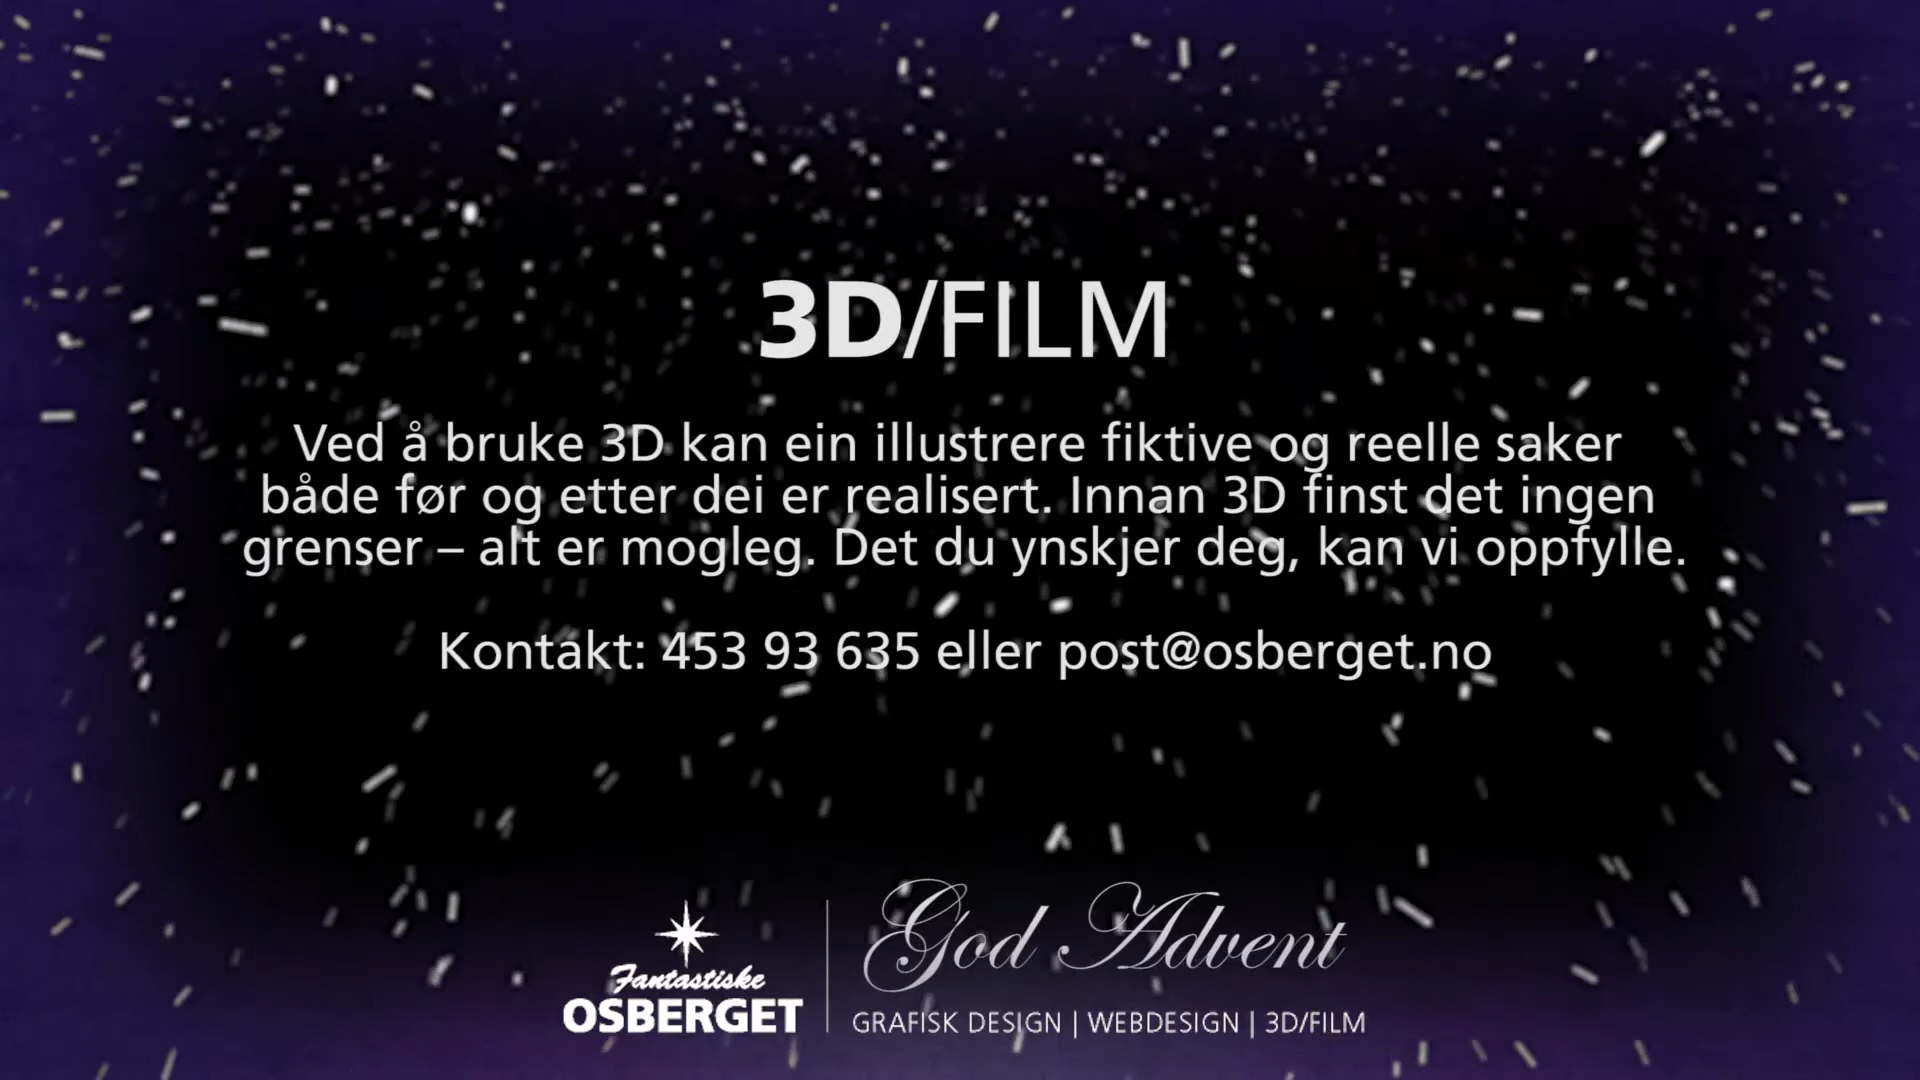 3D/FILM
Ved å bruke 3D kan ein illustrere fiktive og reelle saker
både før og etter dei er realisert. Innan 3D finst det ingen
grenser – alt er mogleg. Det du ynskjer deg, kan vi oppfylle.
Kontakt: 453 93 635 eller post@osberget.no
Fantastiske
OSBERGET
God Advent
GRAFISK DESIGN | WEBDESIGN | 3D/FILM